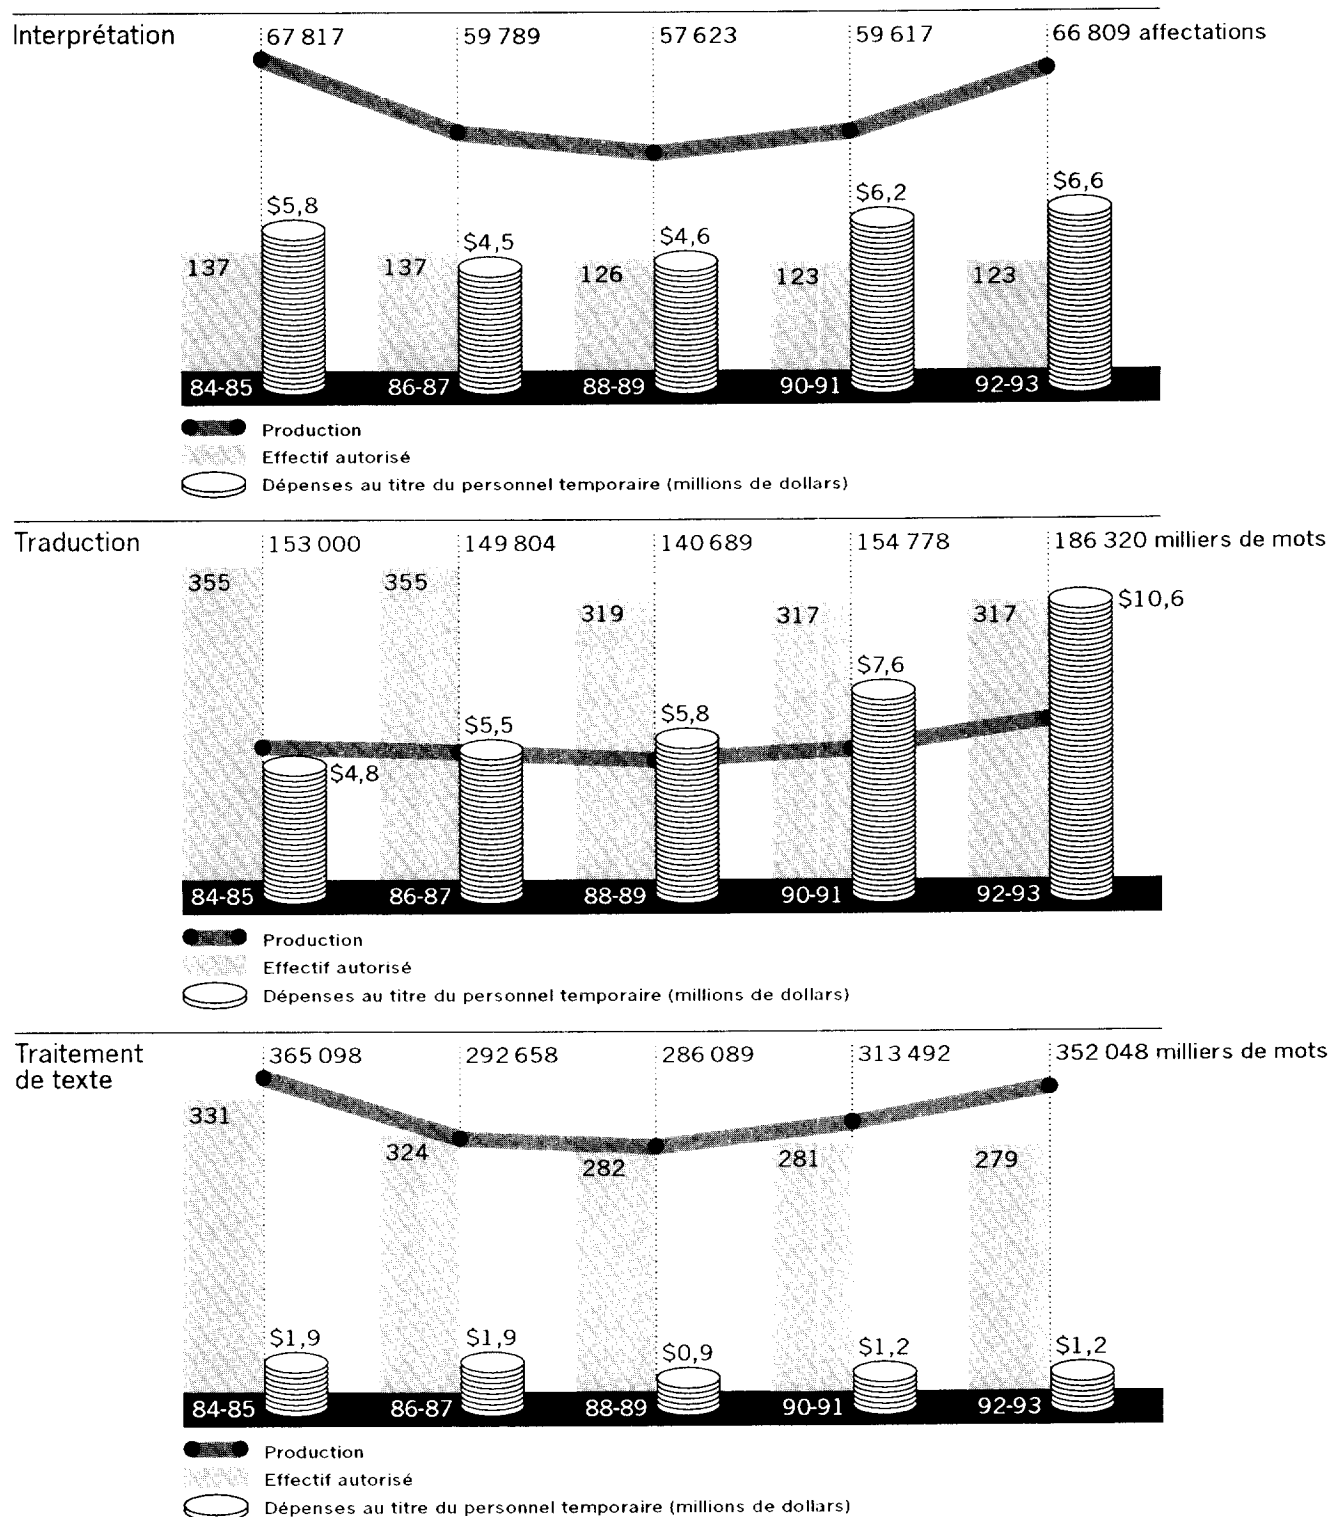 Interprétation 67 817 59 789 57 623 59 617 66 809 affectations
$5,8 $4,5 $4,6 $6,2 $6,6
137 137 126 123 123
84-85 86-87 88-89 90-91 92-93
Production
Effectif autorisé
Dépenses au titre du personnel temporaire (millions de dollars)
Traduction 153 000 149 804 140 689 154 778 186 320 milliers de mots
355 355 319 317 317
$4,8 $5,5 $5,8 $7,6 $10,6
84-85 86-87 88-89 90-91 92-93
Production
Effectif autorisé
Dépenses au titre du personnel temporaire (millions de dollars)
Traitement 365 098 292 658 286 089 313 492 352 048 milliers de mots
de texte
331 324 282 281 279
$1,9 $1,9 $0,9 $1,2 $1,2
84-85 86-87 88-89 90-91 92-93
Production
Effectif autorisé
Dépenses au titre du personnel temporaire (millions de dollars)